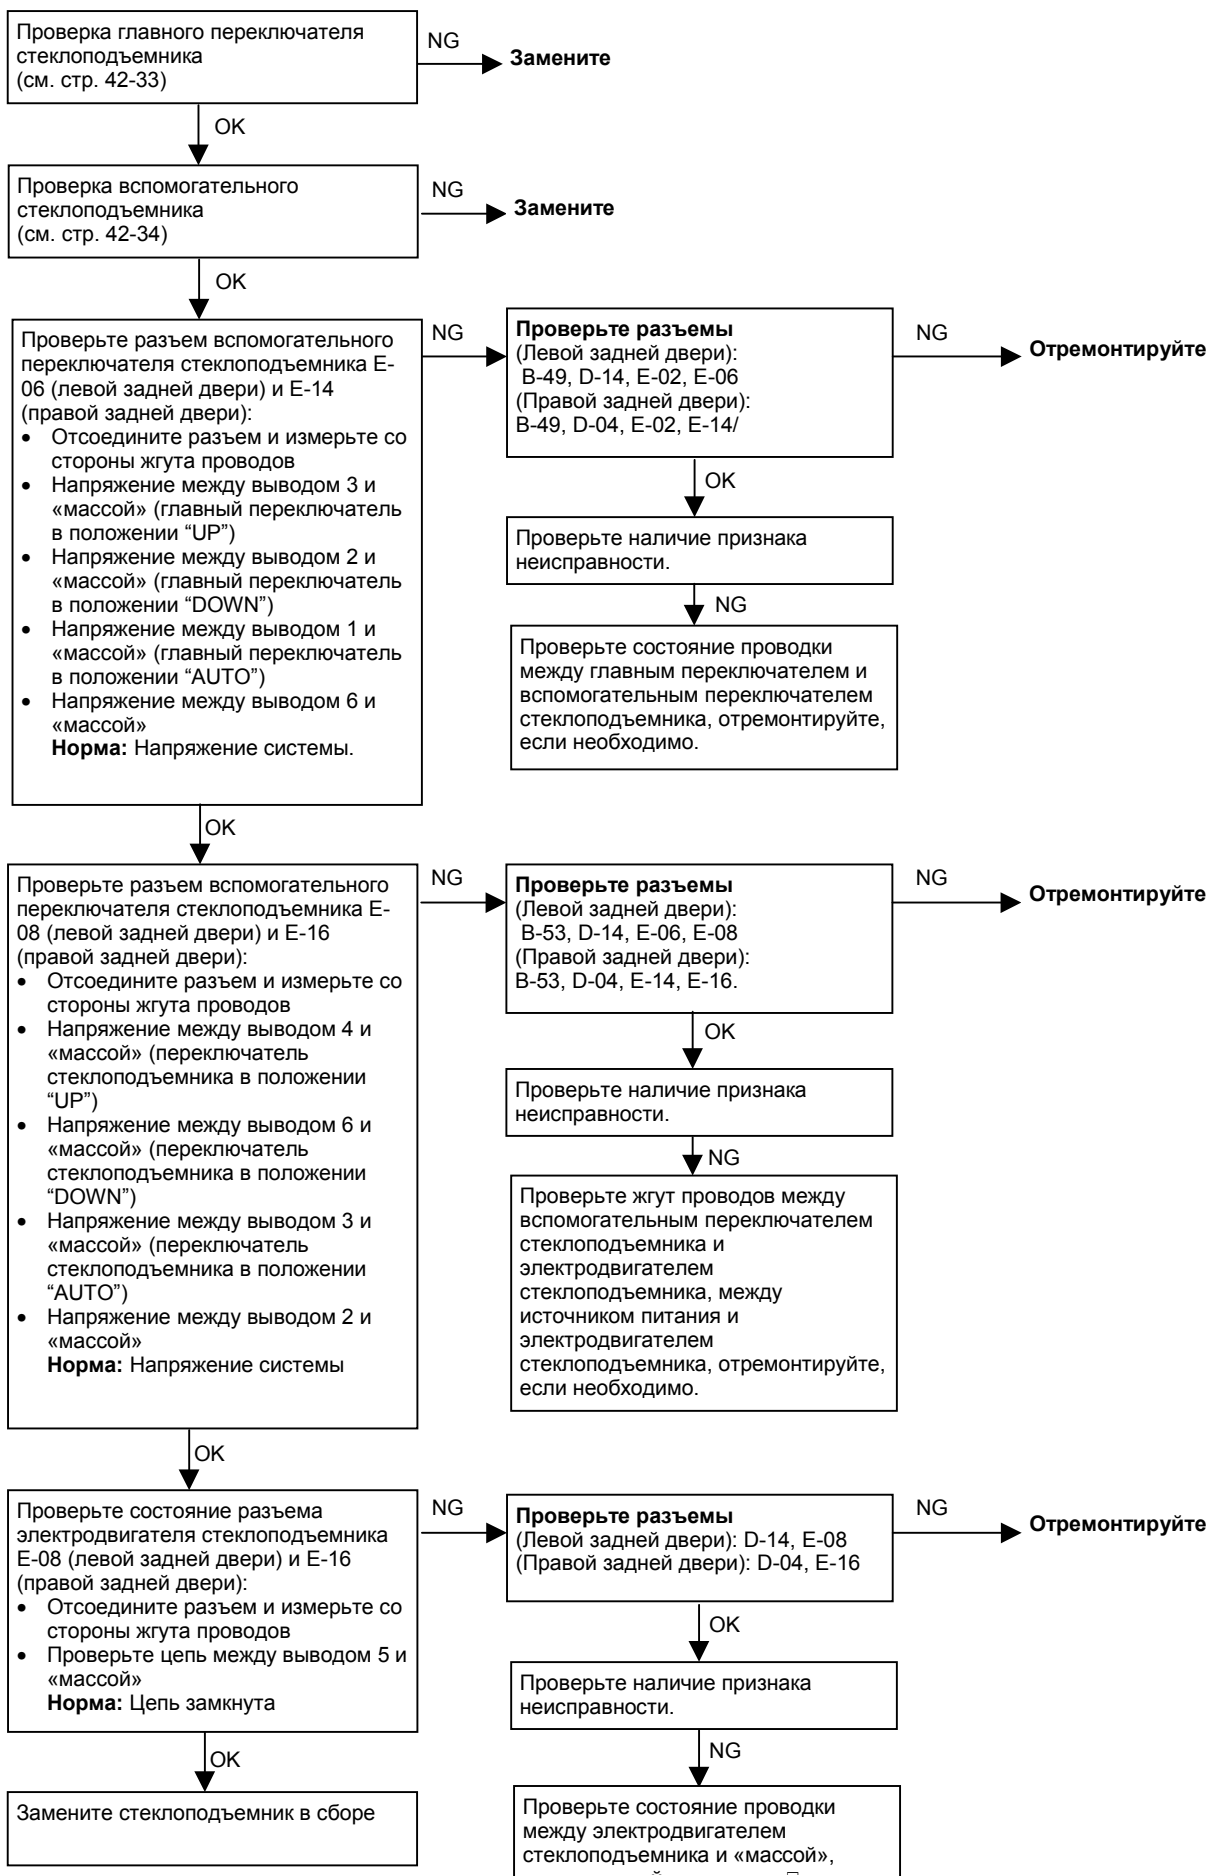 Проверка главного переключателя
стеклоподъемника
(см. стр. 42-33)
NG
Замените
OK
Проверка вспомогательного
стеклоподъемника
(см. стр. 42-34)
NG
Замените
OK
Проверьте разъем вспомогательного
переключателя стеклоподъемника E-
06 (левой задней двери) и E-14
(правой задней двери):
• Отсоедините разъем и измерьте со
стороны жгута проводов
• Напряжение между выводом 3 и
«массой» (главный переключатель
в положении “UP”)
• Напряжение между выводом 2 и
«массой» (главный переключатель
в положении “DOWN”)
• Напряжение между выводом 1 и
«массой» (главный переключатель
в положении “AUTO”)
• Напряжение между выводом 6 и
«массой»
Норма: Напряжение системы.
NG
Проверьте разъемы
(Левой задней двери):
B-49, D-14, E-02, E-06
(Правой задней двери):
B-49, D-04, E-02, E-14/
NG
Отремонтируйте
OK
Проверьте наличие признака
неисправности.
NG
Проверьте состояние проводки
между главным переключателем и
вспомогательным переключателем
стеклоподъемника, отремонтируйте,
если необходимо.
OK
Проверьте разъем вспомогательного
переключателя стеклоподъемника E-
08 (левой задней двери) и E-16
(правой задней двери):
• Отсоедините разъем и измерьте со
стороны жгута проводов
• Напряжение между выводом 4 и
«массой» (переключатель
стеклоподъемника в положении
“UP”)
• Напряжение между выводом 6 и
«массой» (переключатель
стеклоподъемника в положении
“DOWN”)
• Напряжение между выводом 3 и
«массой» (переключатель
стеклоподъемника в положении
“AUTO”)
• Напряжение между выводом 2 и
«массой»
Норма: Напряжение системы
NG
Проверьте разъемы
(Левой задней двери):
B-53, D-14, E-06, E-08
(Правой задней двери):
B-53, D-04, E-14, E-16.
NG
Отремонтируйте
OK
Проверьте наличие признака
неисправности.
NG
Проверьте жгут проводов между
вспомогательным переключателем
стеклоподъемника и
электродвигателем
стеклоподъемника, между
источником питания и
электродвигателем
стеклоподъемника, отремонтируйте,
если необходимо.
OK
Проверьте состояние разъема
электродвигателя стеклоподъемника
E-08 (левой задней двери) и E-16
(правой задней двери):
• Отсоедините разъем и измерьте со
стороны жгута проводов
• Проверьте цепь между выводом 5 и
«массой»
Норма: Цепь замкнута
NG
Проверьте разъемы
(Левой задней двери): D-14, E-08
(Правой задней двери): D-04, E-16
NG
Отремонтируйте
OK
Проверьте наличие признака
неисправности.
NG
Проверьте состояние проводки
между электродвигателем
стеклоподъемника и «массой»,
OK
Замените стеклоподъемник в сборе